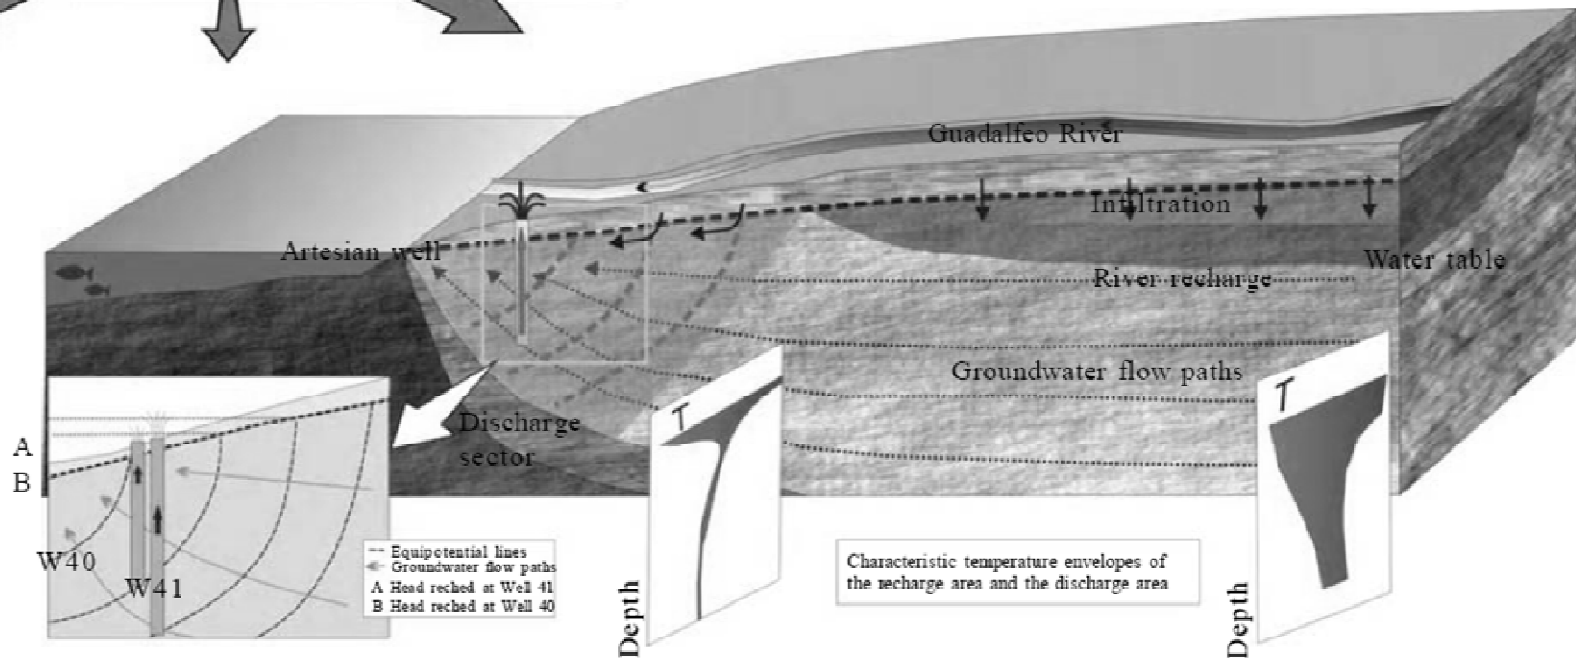 Guadalfeo River
Infiltration
Artesian well
Water table
River recharge
Groundwater flow paths
T
T
Discharge
sector
A
B
W40
W41
Equipotential lines
Groundwater flow paths
A Head reched at Well 41
B Head reched at Well 40
Depth
Characteristic temperature envelopes of
the recharge area and the discharge area
Depth